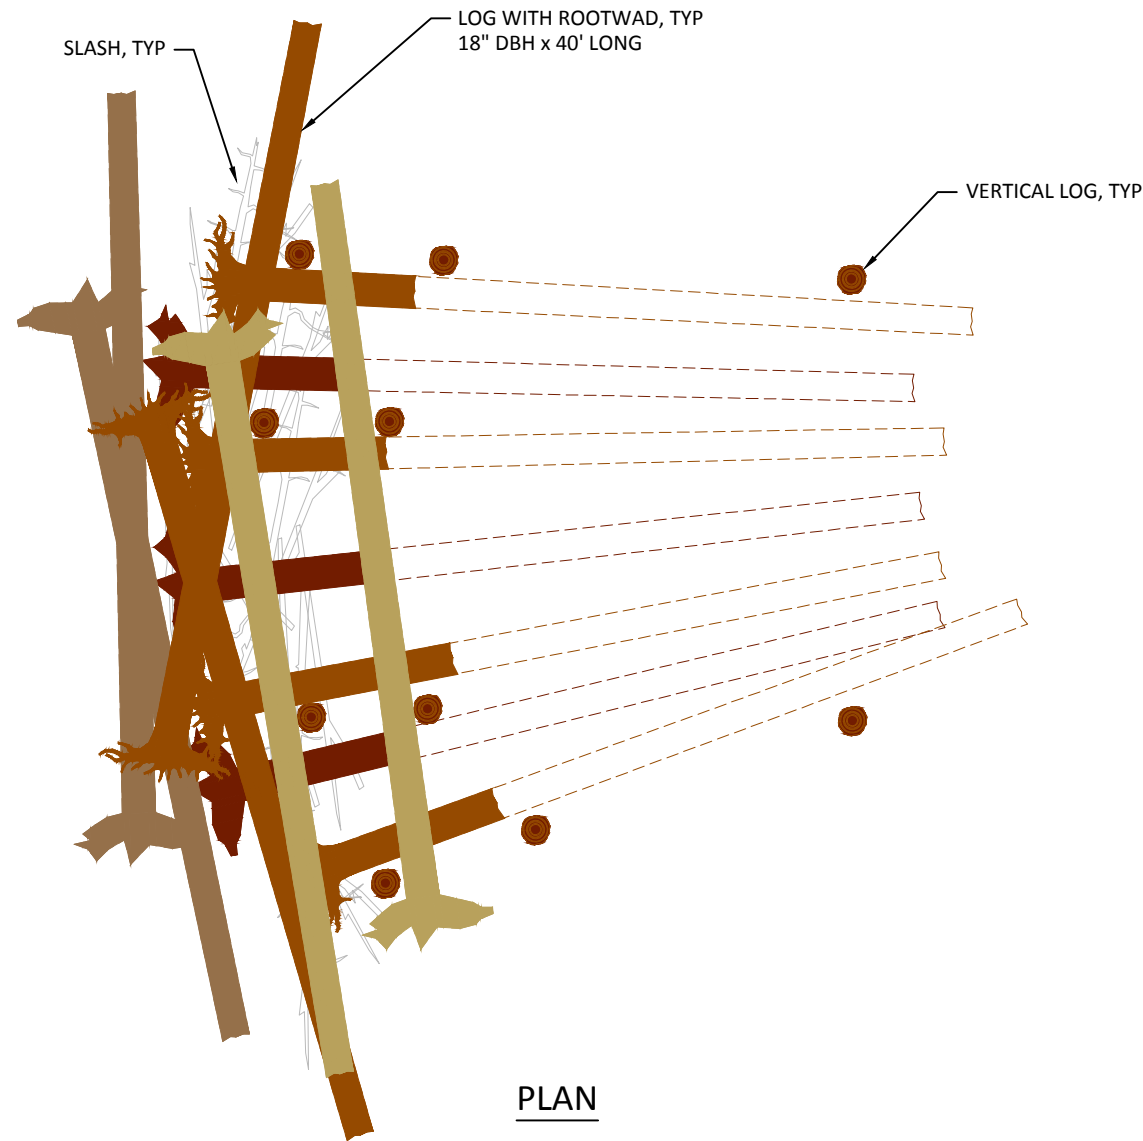 LOG WITH ROOTWAD, TYP
18" DBH x 40' LONG
SLASH, TYP
VERTICAL LOG, TYP
PLAN